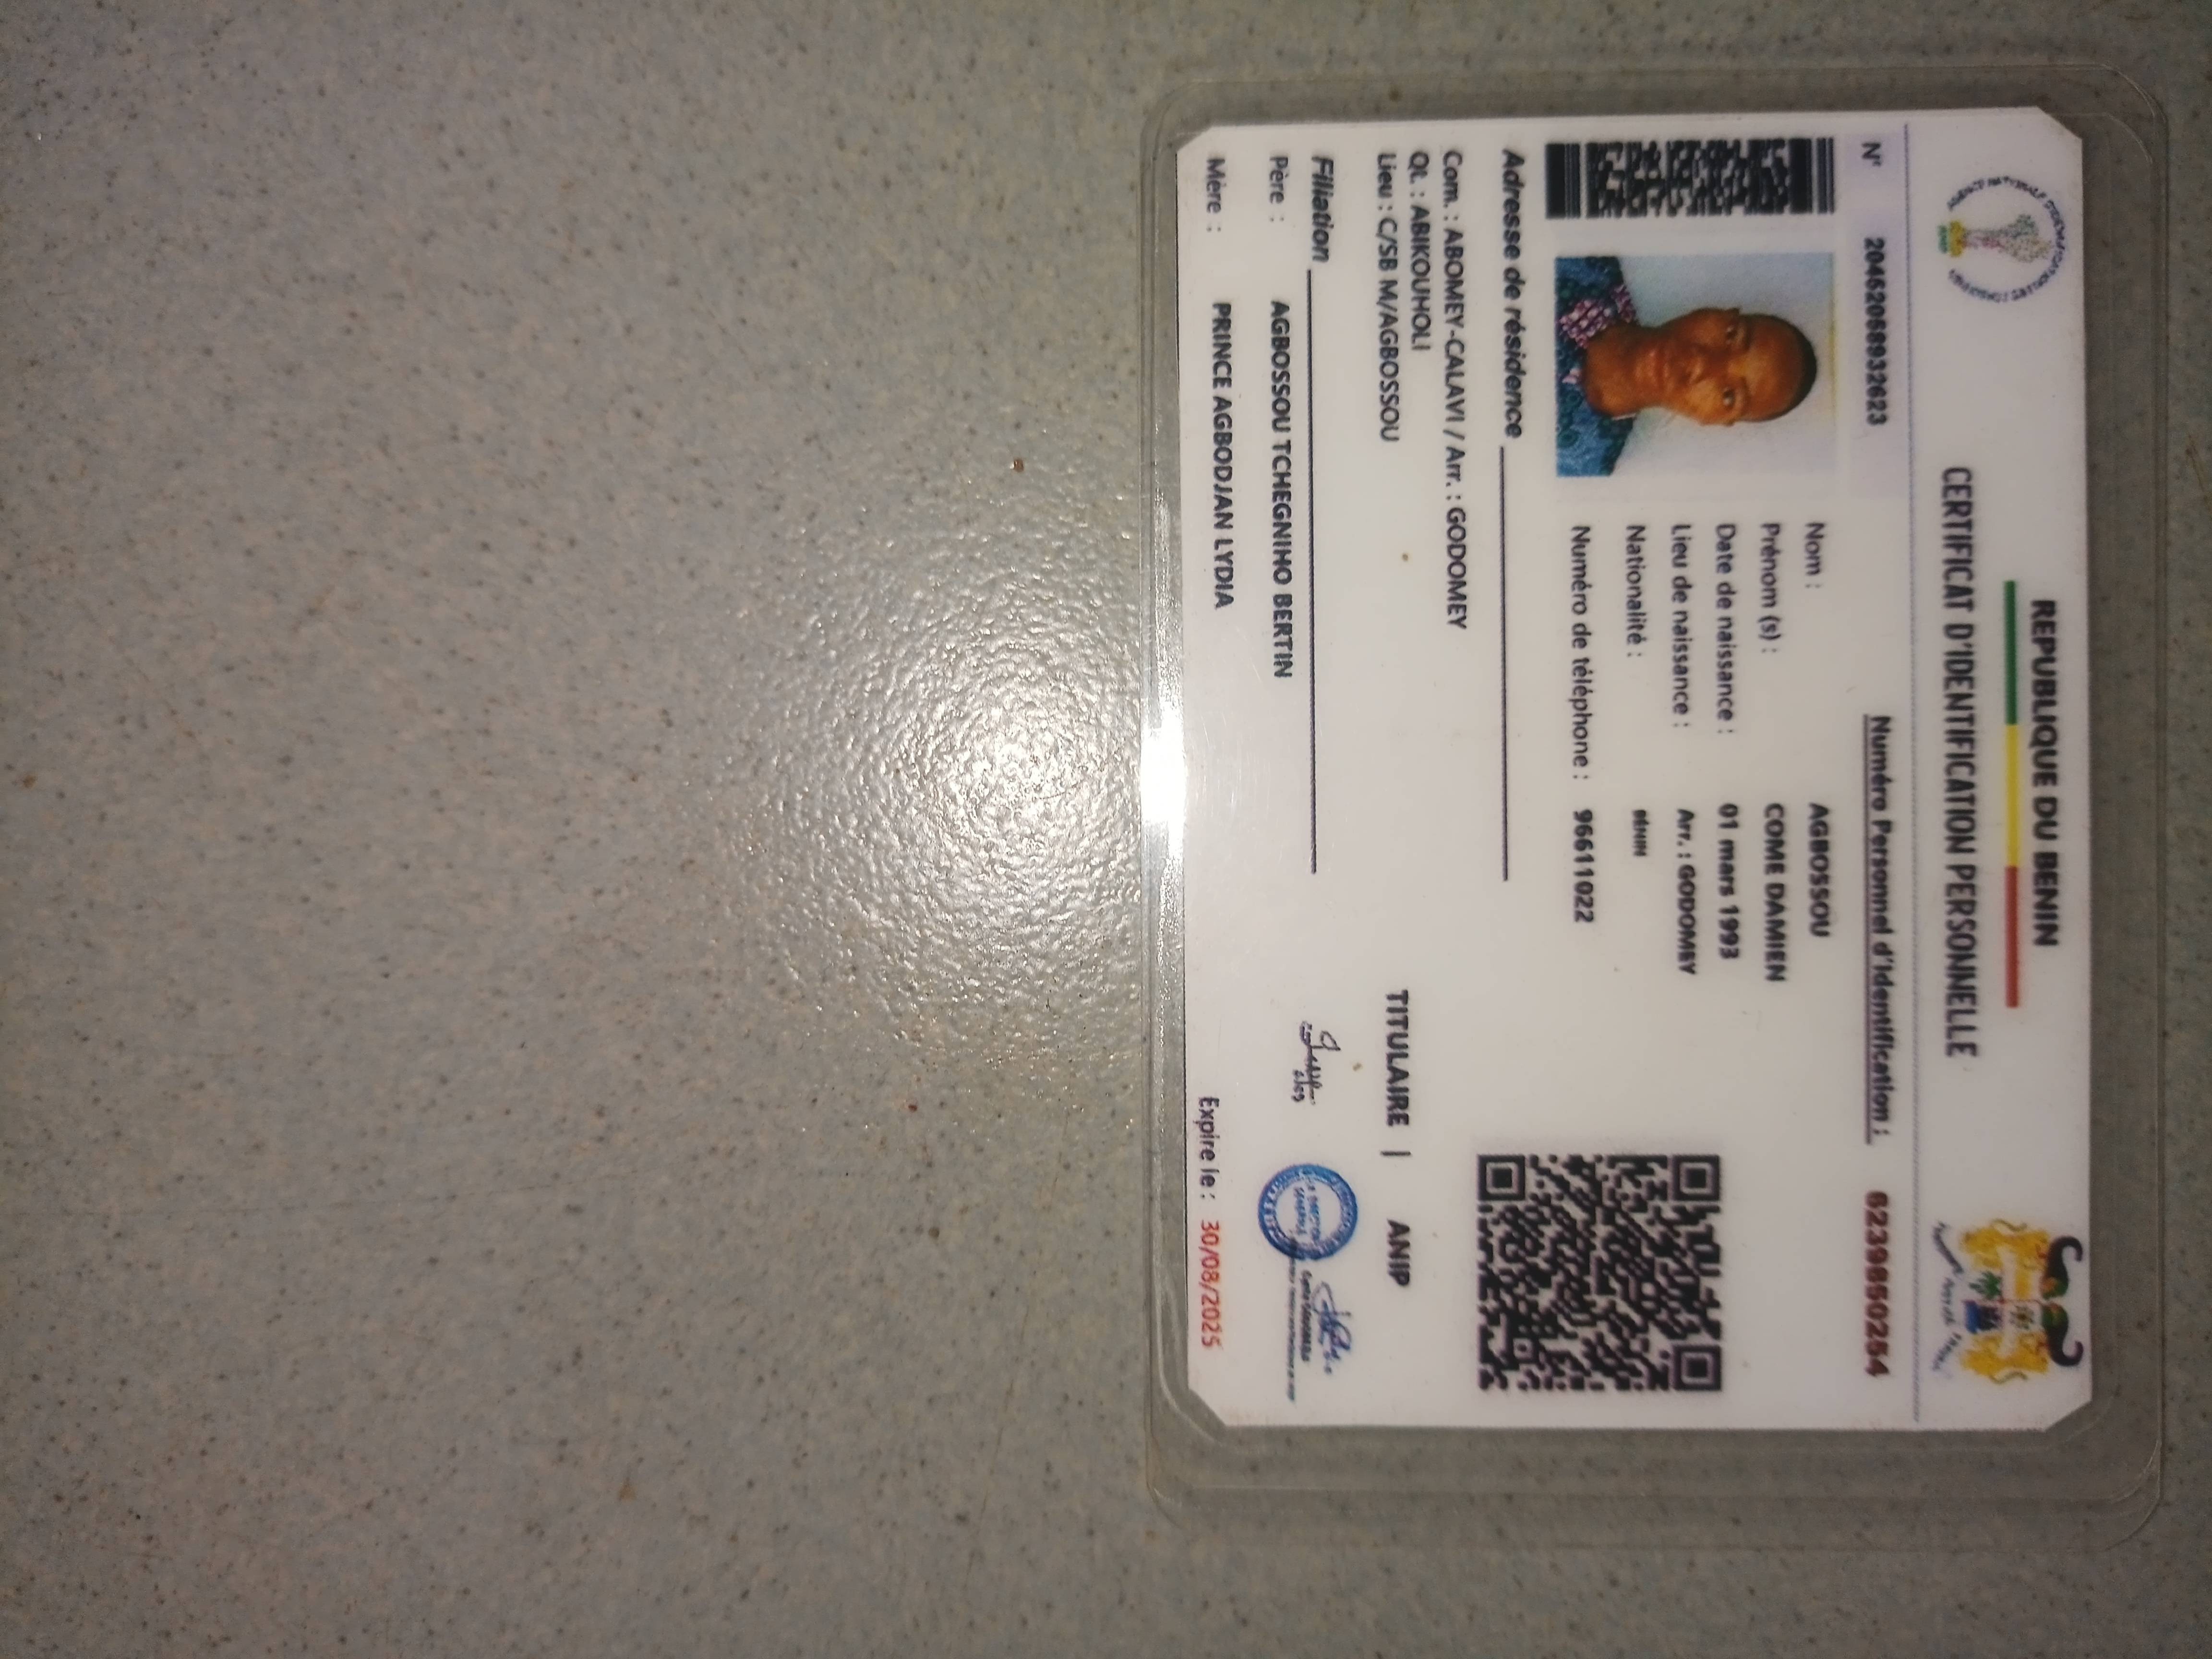 REPUBLIQUE DU BENIN
CERTIFICAT D'IDENTIFICATION PERSONNELLE
N° 20462068932623 Numéro Personnel d'Identification : 6239850254
Nom : AGBOSSOU
Prénom (s) : COME DAMIEN
Date de naissance : 01 mars 1993
Lieu de naissance : Arr. : GODOMEY
Nationalité : BÉNIN
Numéro de téléphone : 96611022
Adresse de résidence
Com. : ABOMEY-CALAVI / Arr. : GODOMEY
Qt. : ABIKOUHOLI
Lieu : C/SB M/AGBOSSOU
TITULAIRE | ANIP
Filiation
Père : AGBOSSOU TCHEGNIHO BERTIN
Mère : PRINCE AGBODJAN LYDIA
Expire le : 30/08/2025